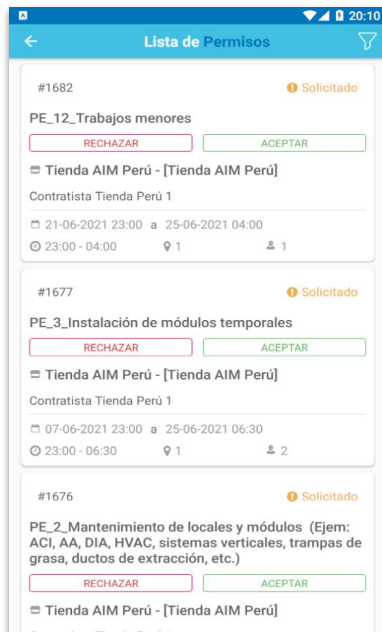 20:10
Lista de Permisos
#1682 Solicitado
PE_12_Trabajos menores
RECHAZAR ACEPTAR
Tienda AIM Perú - [Tienda AIM Perú]
Contratista Tienda Perú 1
21-06-2021 23:00 a 25-06-2021 04:00
23:00 - 04:00 1 1
#1677 Solicitado
PE_3_Instalación de módulos temporales
RECHAZAR ACEPTAR
Tienda AIM Perú - [Tienda AIM Perú]
Contratista Tienda Perú 1
07-06-2021 23:00 a 25-06-2021 06:30
23:00 - 06:30 1 2
#1676 Solicitado
PE_2_Mantenimiento de locales y módulos (Ejem:
ACI, AA, DIA, HVAC, sistemas verticales, trampas de
grasa, ductos de extracción, etc.)
RECHAZAR ACEPTAR
Tienda AIM Perú - [Tienda AIM Perú]